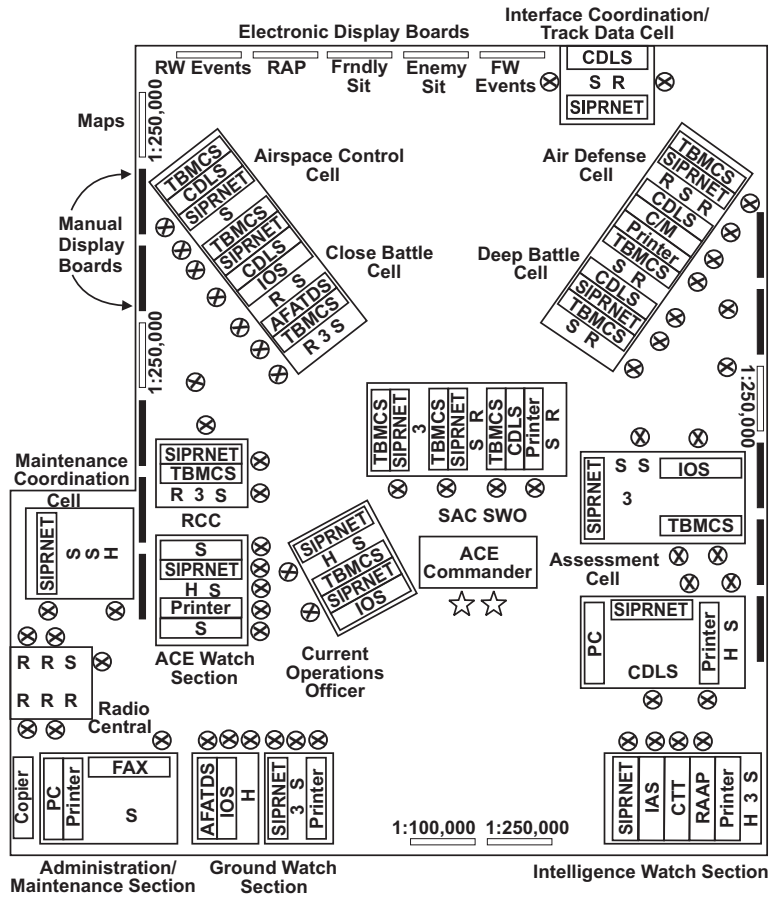 Electronic Display Boards
Interface Coordination/
Track Data Cell
RW Events
RAP
Frndly
Sit
Enemy
Sit
FW
Events
CDLS
S R
SIPRNET
Maps
1:250,000
Manual
Display
Boards
1:250,000
Airspace Control
Cell
Close Battle
Cell
TBMCS
CDLS
SIPRNET
S
TBMCS
SIPRNET
CDLS
IOS
R S
AFATDS
TBMCS
R 3 S
Air Defense
Cell
Deep Battle
Cell
TBMCS
SIPRNET
R S R
CDLS
C/M
Printer
TBMCS
S R
CDLS
SIPRNET
TBMCS
S R
1:250,000
TBMCS
SIPRNET
3
TBMCS
SIPRNET
S R
TBMCS
CDLS
Printer
S R
SAC SWO
SIPRNET
TBMCS
R 3 S
RCC
Maintenance
Coordination
Cell
SIPRNET
S
S H
S
SIPRNET
H S
Printer
S
ACE Watch
Section
SIPRNET
H S
TBMCS
SIPRNET
IOS
Current
Operations
Officer
ACE
Commander
SIPRNET
S S
3
IOS
TBMCS
Assessment
Cell
PC
SIPRNET
CDLS
Printer
H S
R R S
R R R
Radio
Central
Copier
PC
Printer
FAX
S
Administration/
Maintenance Section
AFATDS
IOS
H
SIPRNET
3 S
Printer
Ground Watch
Section
1:100,000
1:250,000
SIPRNET
IAS
CTT
RAAP
Printer
H 3 S
Intelligence Watch Section